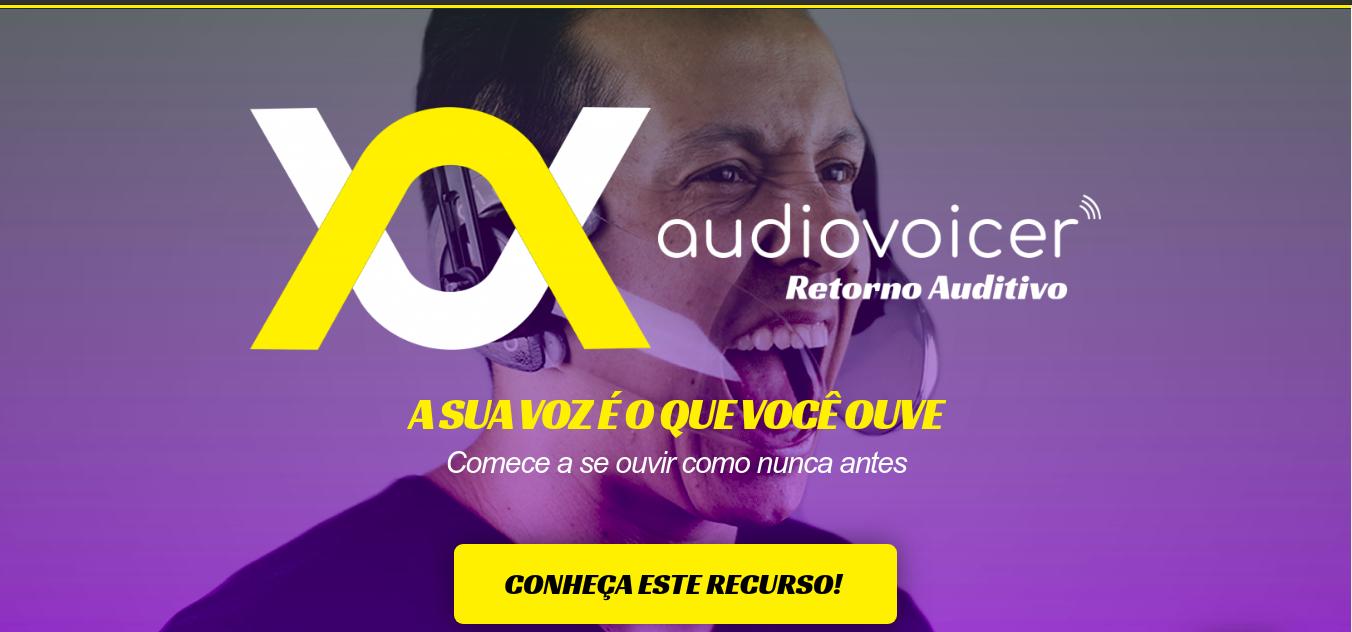 audiovoicer
Retorno Auditivo
A SUA VOZ É O QUE VOCÊ OUVE
Comece a se ouvir como nunca antes
CONHEÇA ESTE RECURSO!